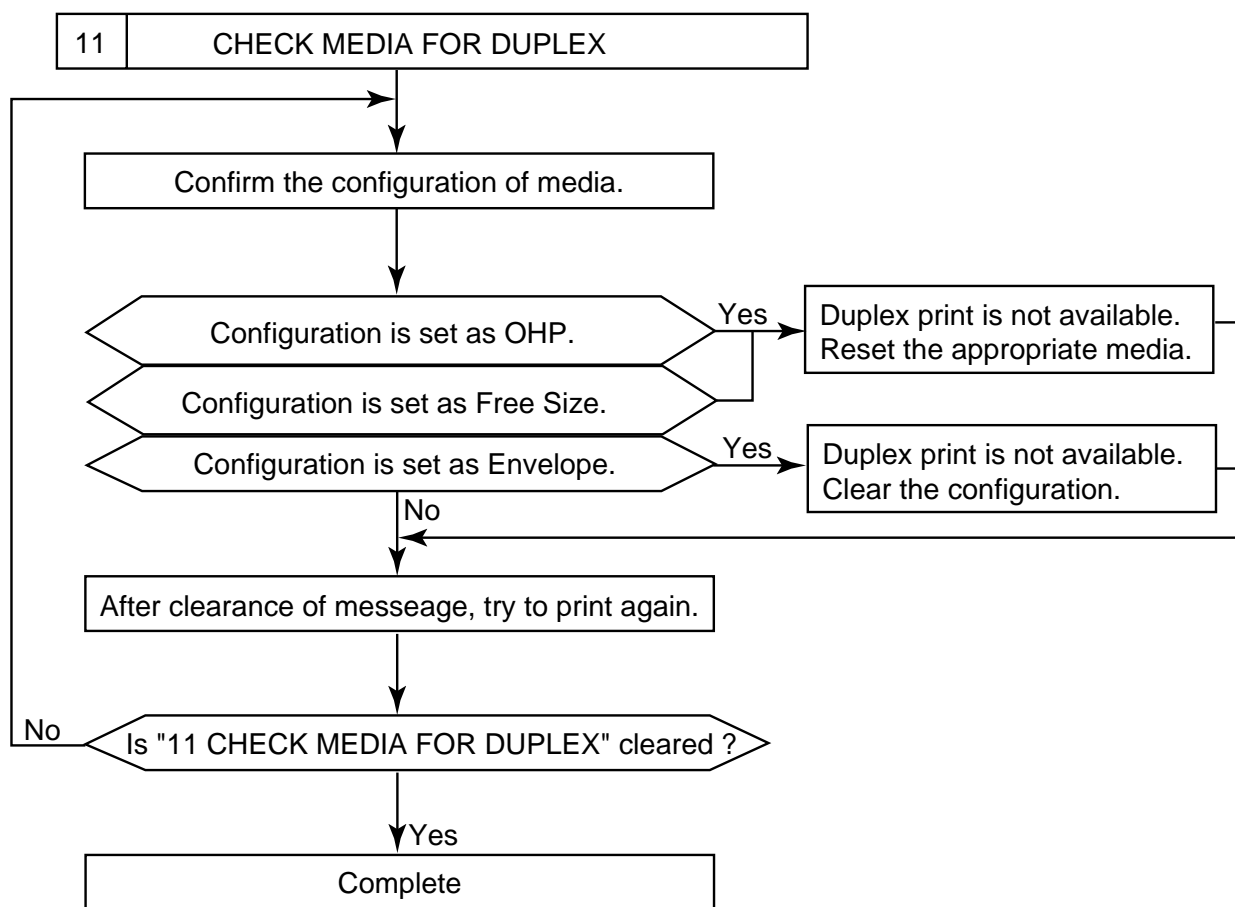 11 CHECK MEDIA FOR DUPLEX
Confirm the configuration of media.
Configuration is set as OHP.
Yes
Duplex print is not available.
Reset the appropriate media.
Configuration is set as Free Size.
Configuration is set as Envelope.
Yes
Duplex print is not available.
Clear the configuration.
No
After clearance of messeage, try to print again.
No
Is "11 CHECK MEDIA FOR DUPLEX" cleared ?
Yes
Complete